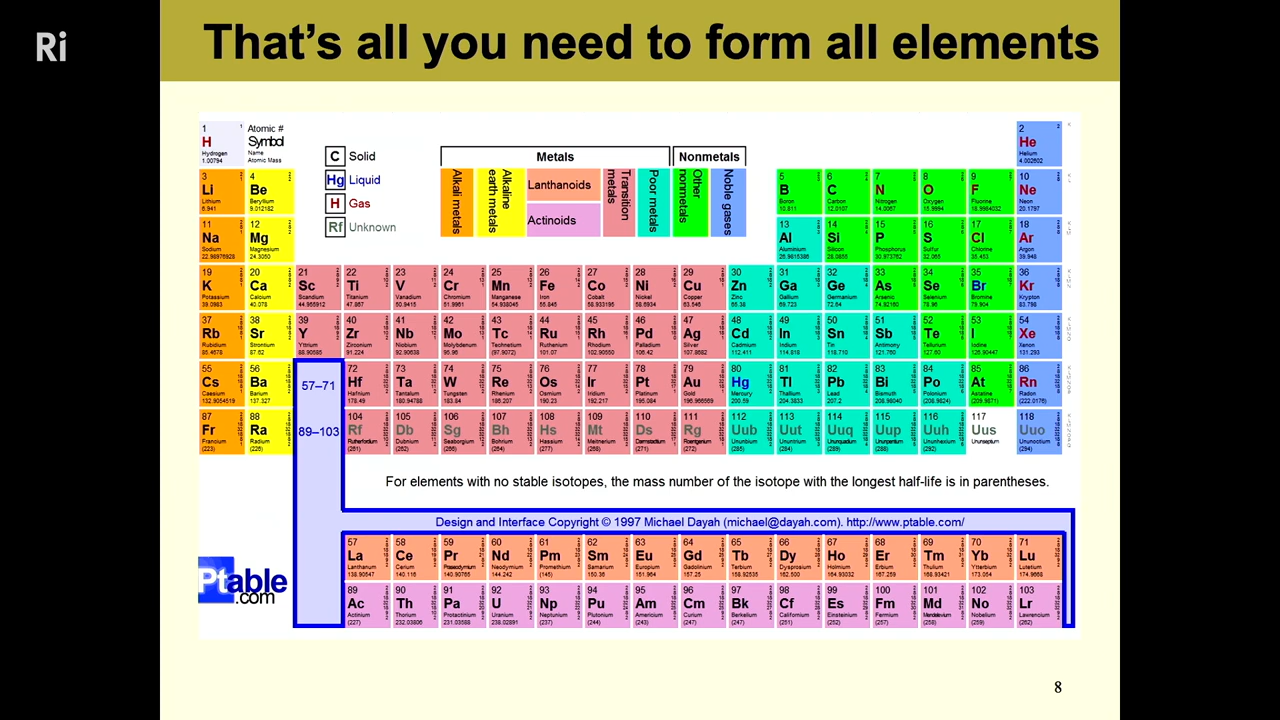 Ri
That's all you need to form all elements
1 Atomic # 2
H Symbol He
Hydrogen Name Helium
1.00794 Atomic Mass 4.002602
C Solid
Hg Liquid
H Gas
Rf Unknown
Metals Nonmetals
Alkali metals
Alkaline earth metals
Lanthanoids
Actinoids
Transition metals
Poor metals
Other nonmetals
Noble gases
3 4 5 6 7 8 9 10
Li Be B C N O F Ne
Lithium Beryllium Boron Carbon Nitrogen Oxygen Fluorine Neon
6.941 9.012182 10.811 12.0107 14.0067 15.9994 18.9984032 20.1797
11 12 13 14 15 16 17 18
Na Mg Al Si P S Cl Ar
Sodium Magnesium Aluminium Silicon Phosphorus Sulfur Chlorine Argon
22.98976928 24.3050 26.9815386 28.0855 30.973762 32.065 35.453 39.948
19 20 21 22 23 24 25 26 27 28 29 30 31 32 33 34 35 36
K Ca Sc Ti V Cr Mn Fe Co Ni Cu Zn Ga Ge As Se Br Kr
Potassium Calcium Scandium Titanium Vanadium Chromium Manganese Iron Cobalt Nickel Copper Zinc Gallium Germanium Arsenic Selenium Bromine Krypton
39.0983 40.078 44.955912 47.867 50.9415 51.9961 54.938045 55.845 58.933195 58.6934 63.546 65.38 69.723 72.64 74.92160 78.96 79.904 83.798
37 38 39 40 41 42 43 44 45 46 47 48 49 50 51 52 53 54
Rb Sr Y Zr Nb Mo Tc Ru Rh Pd Ag Cd In Sn Sb Te I Xe
Rubidium Strontium Yttrium Zirconium Niobium Molybdenum Technetium Ruthenium Rhodium Palladium Silver Cadmium Indium Tin Antimony Tellurium Iodine Xenon
85.4678 87.62 88.90585 91.224 92.90638 95.96 (97.9072) 101.07 102.90550 106.42 107.8682 112.411 114.818 118.710 121.760 127.60 126.90447 131.293
55 56 57–71 72 73 74 75 76 77 78 79 80 81 82 83 84 85 86
Cs Ba Hf Ta W Re Os Ir Pt Au Hg Tl Pb Bi Po At Rn
Caesium Barium Hafnium Tantalum Tungsten Rhenium Osmium Iridium Platinum Gold Mercury Thallium Lead Bismuth Polonium Astatine Radon
132.9054519 137.327 178.49 180.94788 183.84 186.207 190.23 192.217 195.084 196.966569 200.59 204.3833 207.2 208.98040 (208.9824) (209.9871) (222.0176)
87 88 89–103 104 105 106 107 108 109 110 111 112 113 114 115 116 117 118
Fr Ra Rf Db Sg Bh Hs Mt Ds Rg Uub Uut Uuq Uup Uuh Uus Uuo
Francium Radium Rutherfordium Dubnium Seaborgium Bohrium Hassium Meitnerium Darmstadtium Roentgenium Ununbium Ununtrium Ununquadium Ununpentium Ununhexium Ununseptium Ununoctium
(223) (226) (261) (262) (266) (264) (277) (268) (271) (272) (285) (284) (289) (288) (292) (294)
For elements with no stable isotopes, the mass number of the isotope with the longest half-life is in parentheses.
Design and Interface Copyright © 1997 Michael Dayah (michael@dayah.com). http://www.ptable.com/
57 58 59 60 61 62 63 64 65 66 67 68 69 70 71
La Ce Pr Nd Pm Sm Eu Gd Tb Dy Ho Er Tm Yb Lu
Lanthanum Cerium Praseodymium Neodymium Promethium Samarium Europium Gadolinium Terbium Dysprosium Holmium Erbium Thulium Ytterbium Lutetium
138.90547 140.116 140.90765 144.242 (145) 150.36 151.964 157.25 158.92535 162.500 164.93032 167.259 168.93421 173.054 174.9668
89 90 91 92 93 94 95 96 97 98 99 100 101 102 103
Ac Th Pa U Np Pu Am Cm Bk Cf Es Fm Md No Lr
Actinium Thorium Protactinium Uranium Neptunium Plutonium Americium Curium Berkelium Californium Einsteinium Fermium Mendelevium Nobelium Lawrencium
(227) 232.03806 231.03588 238.02891 (237) (244) (243) (247) (247) (251) (252) (257) (258) (259) (262)
Ptable
.com
8